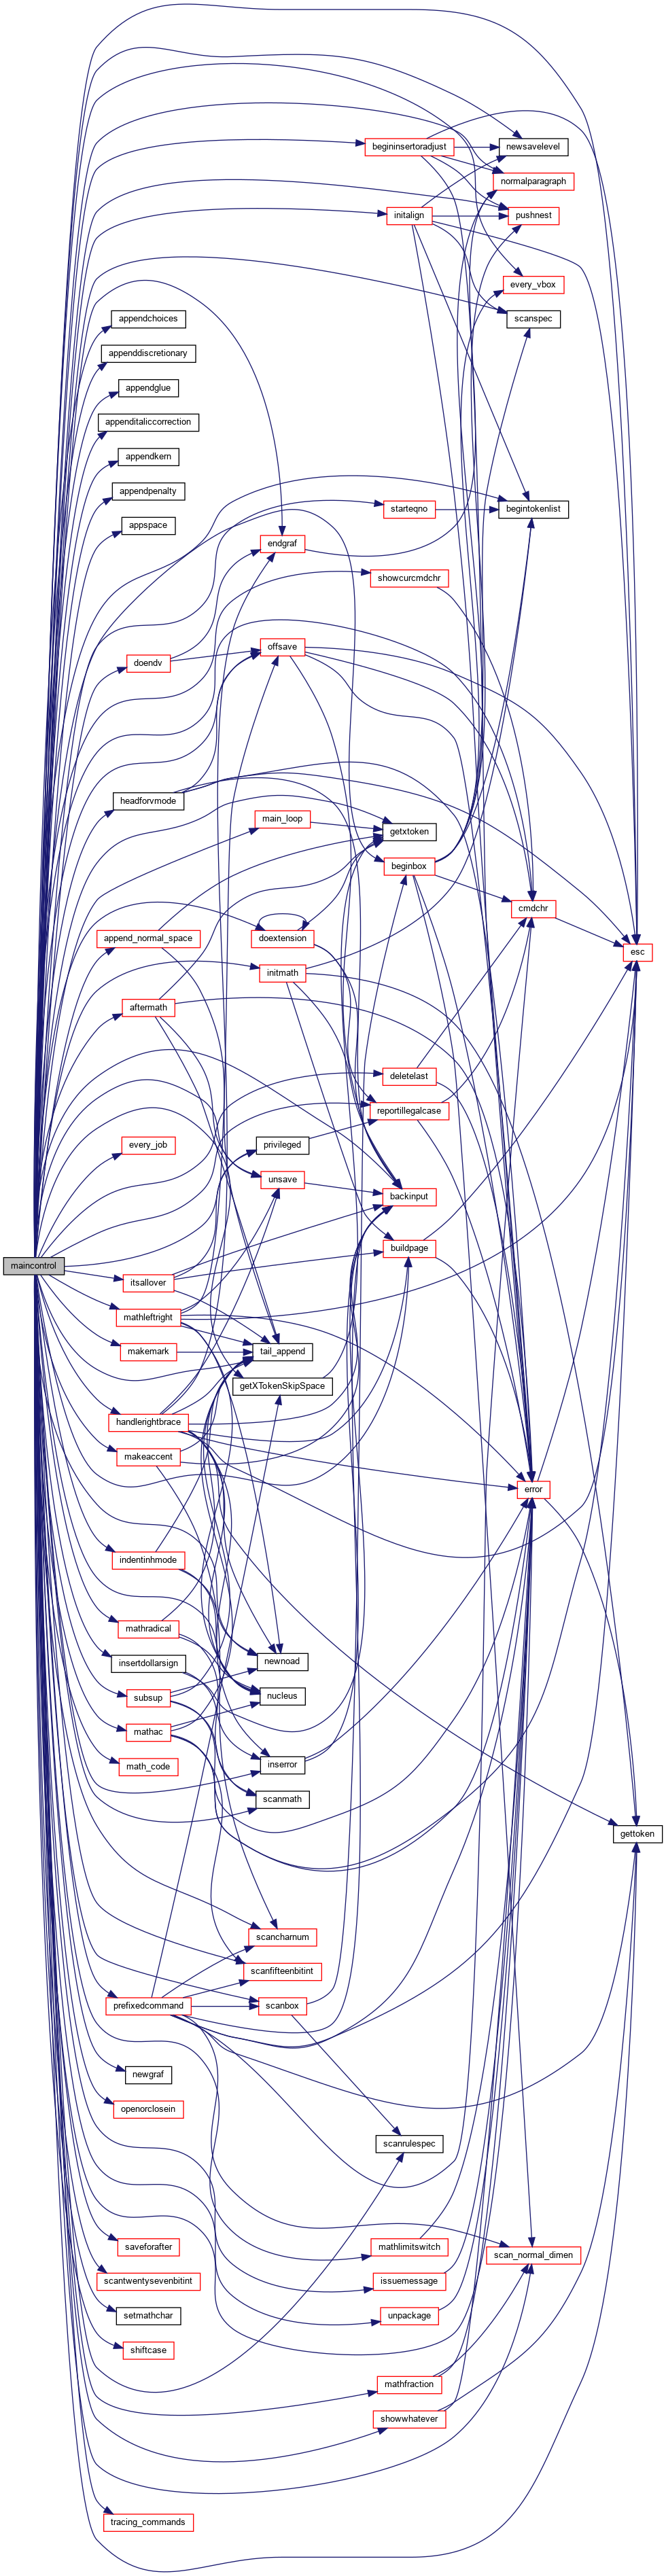 newsavelevel
begininsertoradjust
normalparagraph
initalign
pushnest
every_vbox
appendchoices
scanspec
appenddiscretionary
appendglue
appenditaliccorrection
appendkern
appendpenalty
starteqno
begintokenlist
appspace
endgraf
showcurcmdchr
offsave
doendv
headforvmode
main_loop
getxtoken
beginbox
cmdchr
append_normal_space
doextension
esc
initmath
aftermath
deletelast
reportillegalcase
every_job
privileged
unsave
backinput
buildpage
maincontrol
itsallover
mathleftright
makemark
tail_append
getXTokenSkipSpace
handlerightbrace
makeaccent
error
indentinhmode
mathradical
insertdollarsign
newnoad
subsup
nucleus
mathac
math_code
inserror
scanmath
gettoken
scancharnum
scanfifteenbitint
prefixedcommand
scanbox
newgraf
openorclosein
scanrulespec
saveforafter
mathlimitswitch
scan_normal_dimen
scantwentysevenbitint
issuemessage
setmathchar
unpackage
shiftcase
mathfraction
showwhatever
tracing_commands